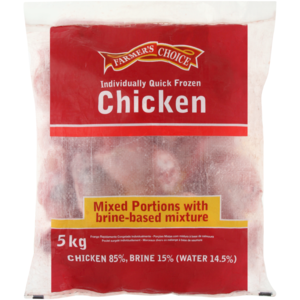 FARMER'S CHOICE
Individually Quick Frozen
Chicken
Mixed Portions with
brine-based mixture
5 kg
CHICKEN 85%, BRINE 15% (WATER 14.5%)